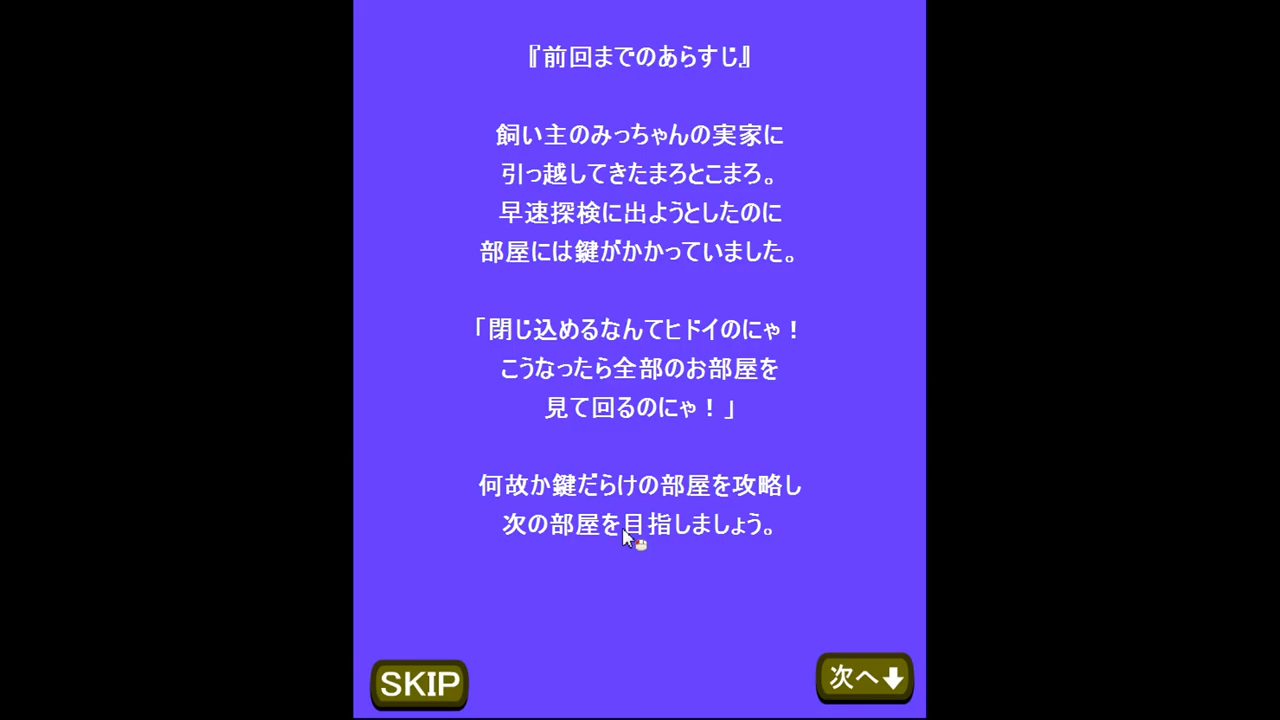 『前回までのあらすじ』
飼い主のみっちゃんの実家に
引っ越してきたまろとこまろ。
早速探検に出ようとしたのに
部屋には鍵がかかっていました。
「閉じ込めるなんてヒドイのにゃ！
こうなったら全部のお部屋を
見て回るのにゃ！」
何故か鍵だらけの部屋を攻略し
次の部屋を目指しましょう。
SKIP
次へ⬇